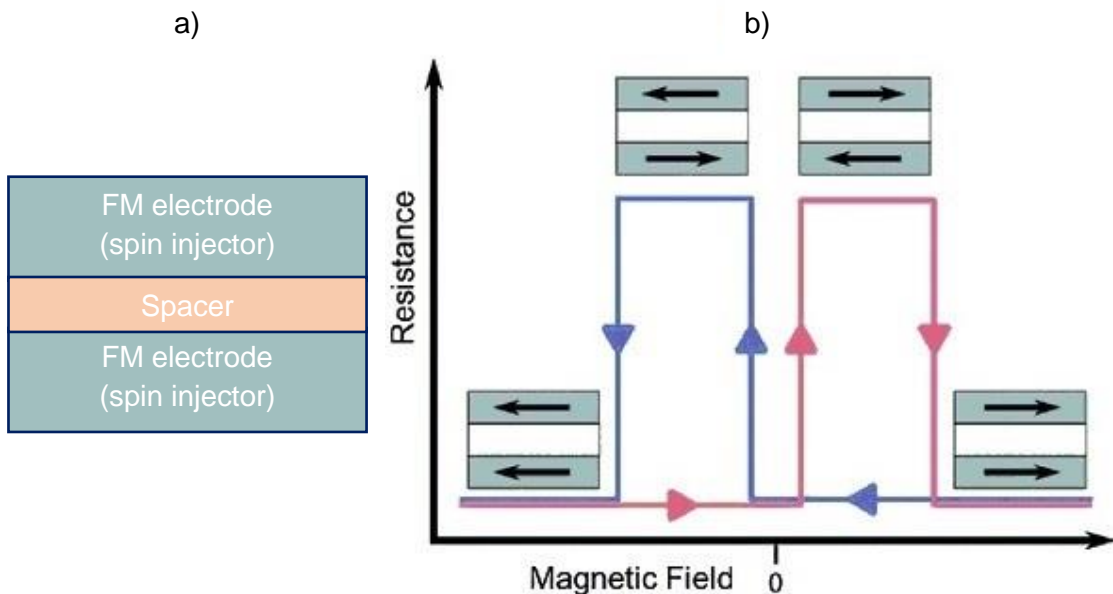 a)
b)
FM electrode
(spin injector)
Spacer
FM electrode
(spin injector)
Resistance
Magnetic Field
0